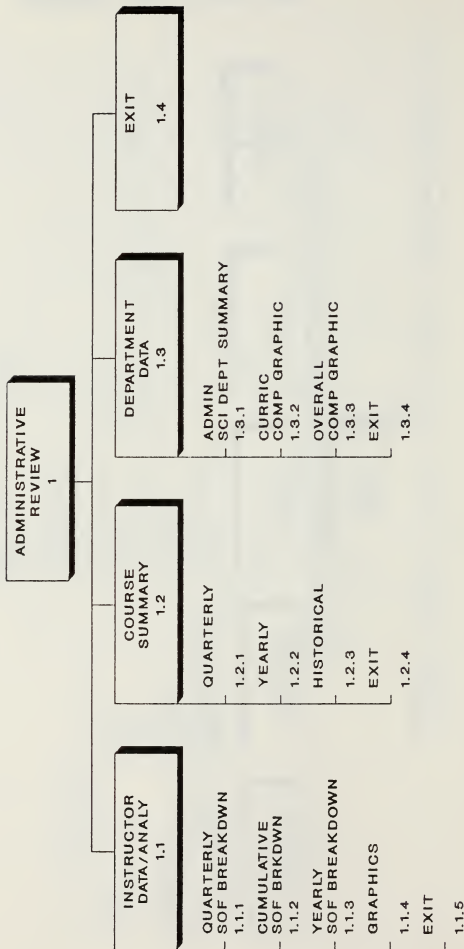 ADMINISTRATIVE
REVIEW
1
INSTRUCTOR
DATA/ANALY
1.1
QUARTERLY
SOF BREAKDWN
1.1.1
CUMULATIVE
SOF BRKDWN
1.1.2
YEARLY
SOF BREAKDOWN
1.1.3
GRAPHICS
1.1.4
EXIT
1.1.5
COURSE
SUMMARY
1.2
QUARTERLY
1.2.1
YEARLY
1.2.2
HISTORICAL
1.2.3
EXIT
1.2.4
DEPARTMENT
DATA
1.3
ADMIN
SCI DEPT SUMMARY
1.3.1
CURRIC
COMP GRAPHIC
1.3.2
OVERALL
COMP GRAPHIC
1.3.3
EXIT
1.3.4
EXIT
1.4